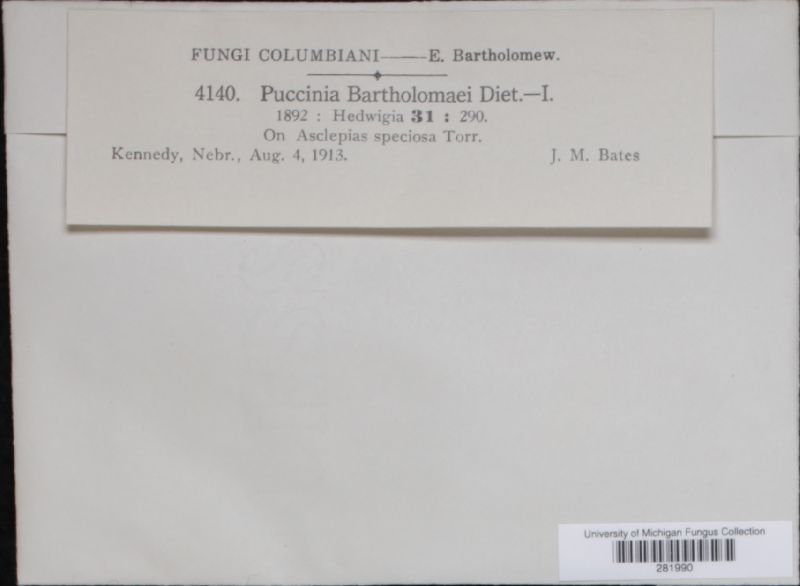 FUNGI COLUMBIANI——E. Bartholomew.
4140. Puccinia Bartholomaei Diet.—I.
1892 : Hedwigia 31 : 290.
On Asclepias speciosa Torr.
Kennedy, Nebr., Aug. 4, 1913. J. M. Bates
University of Michigan Fungus Collection
281990